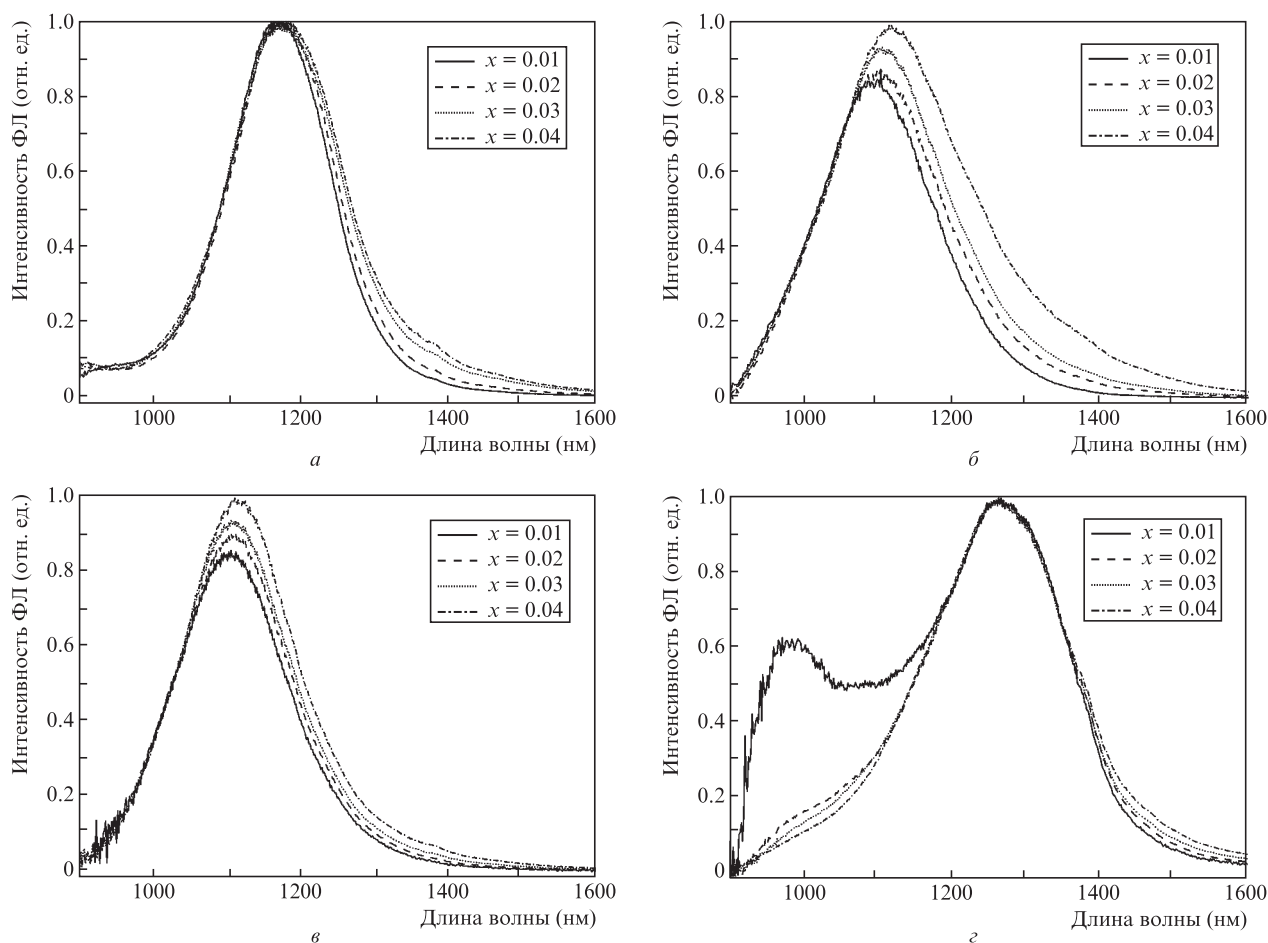 Интенсивность ФЛ (отн. ед.)
1.0
0.8
0.6
0.4
0.2
0
x = 0.01
x = 0.02
x = 0.03
x = 0.04
1000
1200
1400
1600
Длина волны (нм)
а
Интенсивность ФЛ (отн. ед.)
1.0
0.8
0.6
0.4
0.2
0
x = 0.01
x = 0.02
x = 0.03
x = 0.04
1000
1200
1400
1600
Длина волны (нм)
б
Интенсивность ФЛ (отн. ед.)
1.0
0.8
0.6
0.4
0.2
0
x = 0.01
x = 0.02
x = 0.03
x = 0.04
1000
1200
1400
1600
Длина волны (нм)
в
Интенсивность ФЛ (отн. ед.)
1.0
0.8
0.6
0.4
0.2
0
x = 0.01
x = 0.02
x = 0.03
x = 0.04
1000
1200
1400
1600
Длина волны (нм)
г